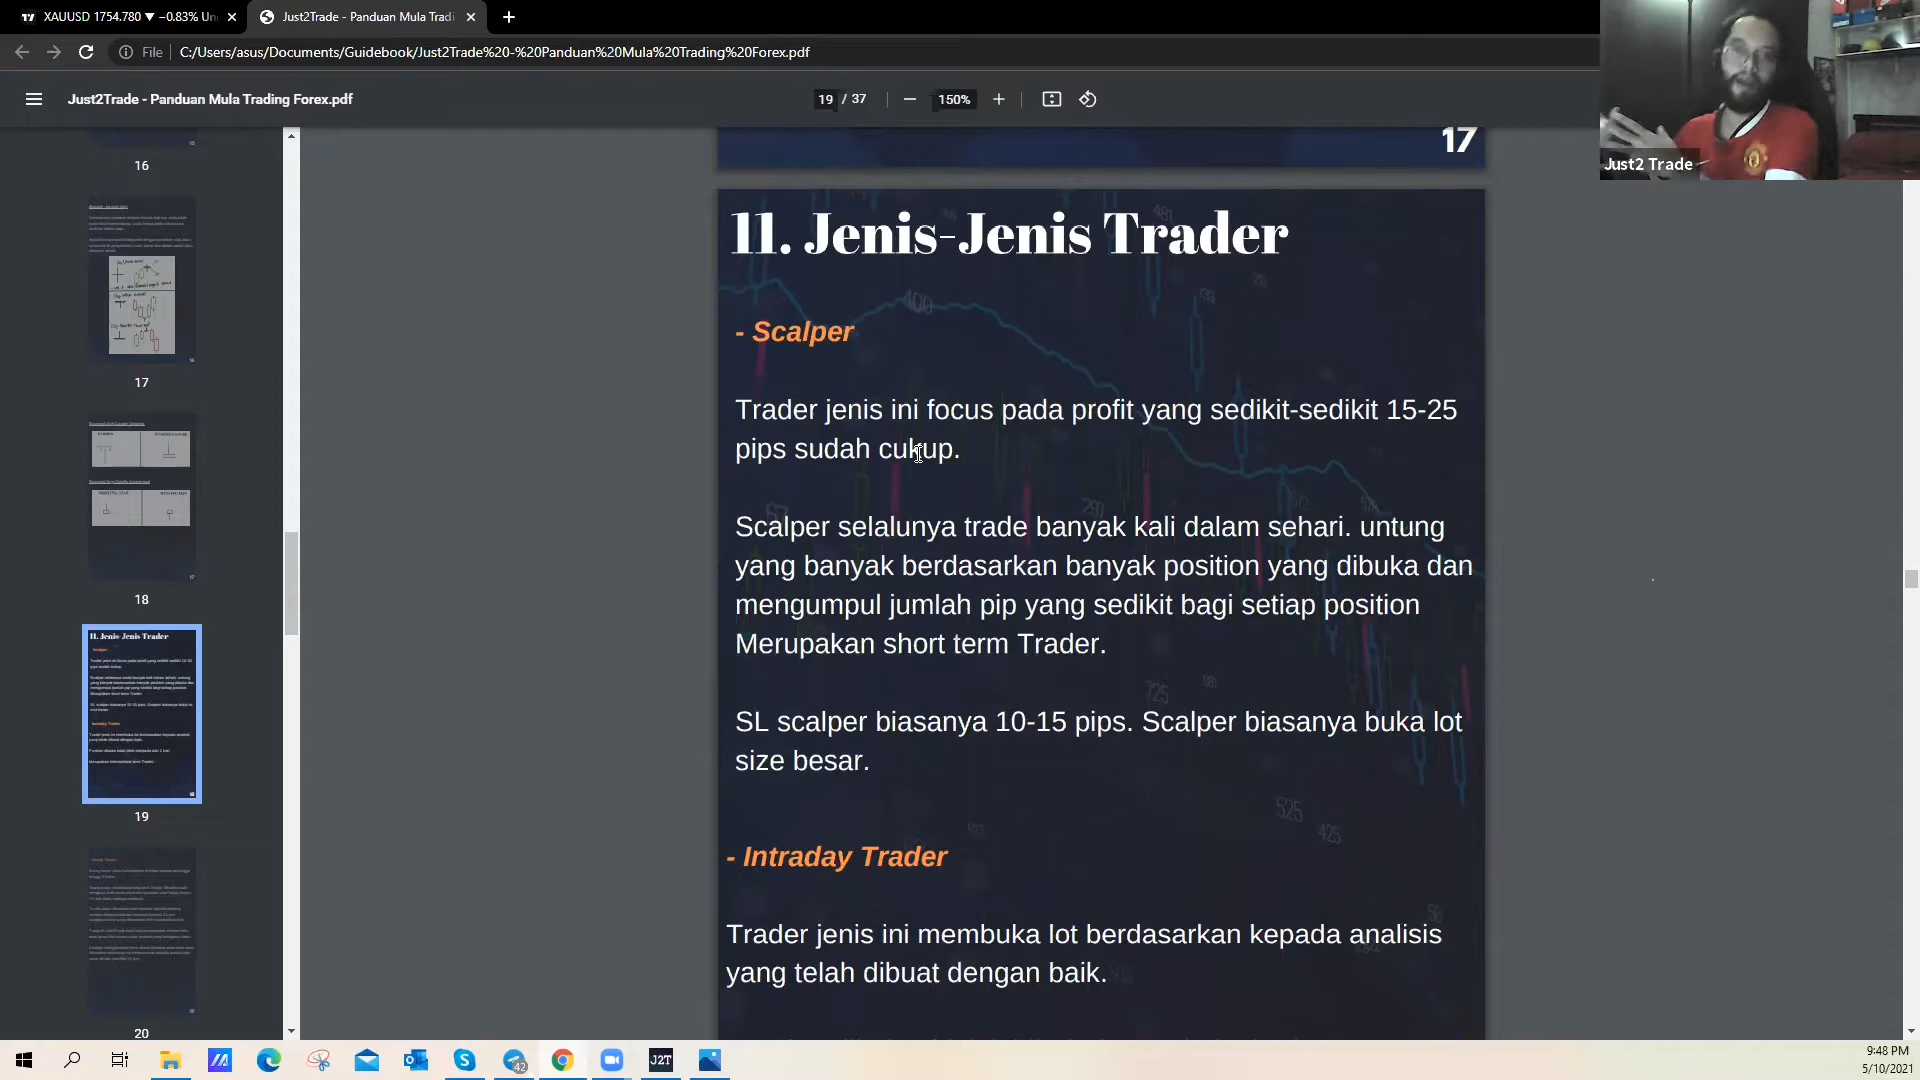 XAUUSD 1754.780 ▼ −0.83% Un
Just2Trade - Panduan Mula Tradi
File
C:/Users/asus/Documents/Guidebook/Just2Trade%20-%20Panduan%20Mula%20Trading%20Forex.pdf
Just2Trade - Panduan Mula Trading Forex.pdf
19 / 37
150%
Just2 Trade
16
17
18
19
20
17
11. Jenis-Jenis Trader
- Scalper
Trader jenis ini focus pada profit yang sedikit-sedikit 15-25
pips sudah cukup.
Scalper selalunya trade banyak kali dalam sehari. untung
yang banyak berdasarkan banyak position yang dibuka dan
mengumpul jumlah pip yang sedikit bagi setiap position
Merupakan short term Trader.
SL scalper biasanya 10-15 pips. Scalper biasanya buka lot
size besar.
- Intraday Trader
Trader jenis ini membuka lot berdasarkan kepada analisis
yang telah dibuat dengan baik.
42
J2T
9:48 PM
5/10/2021